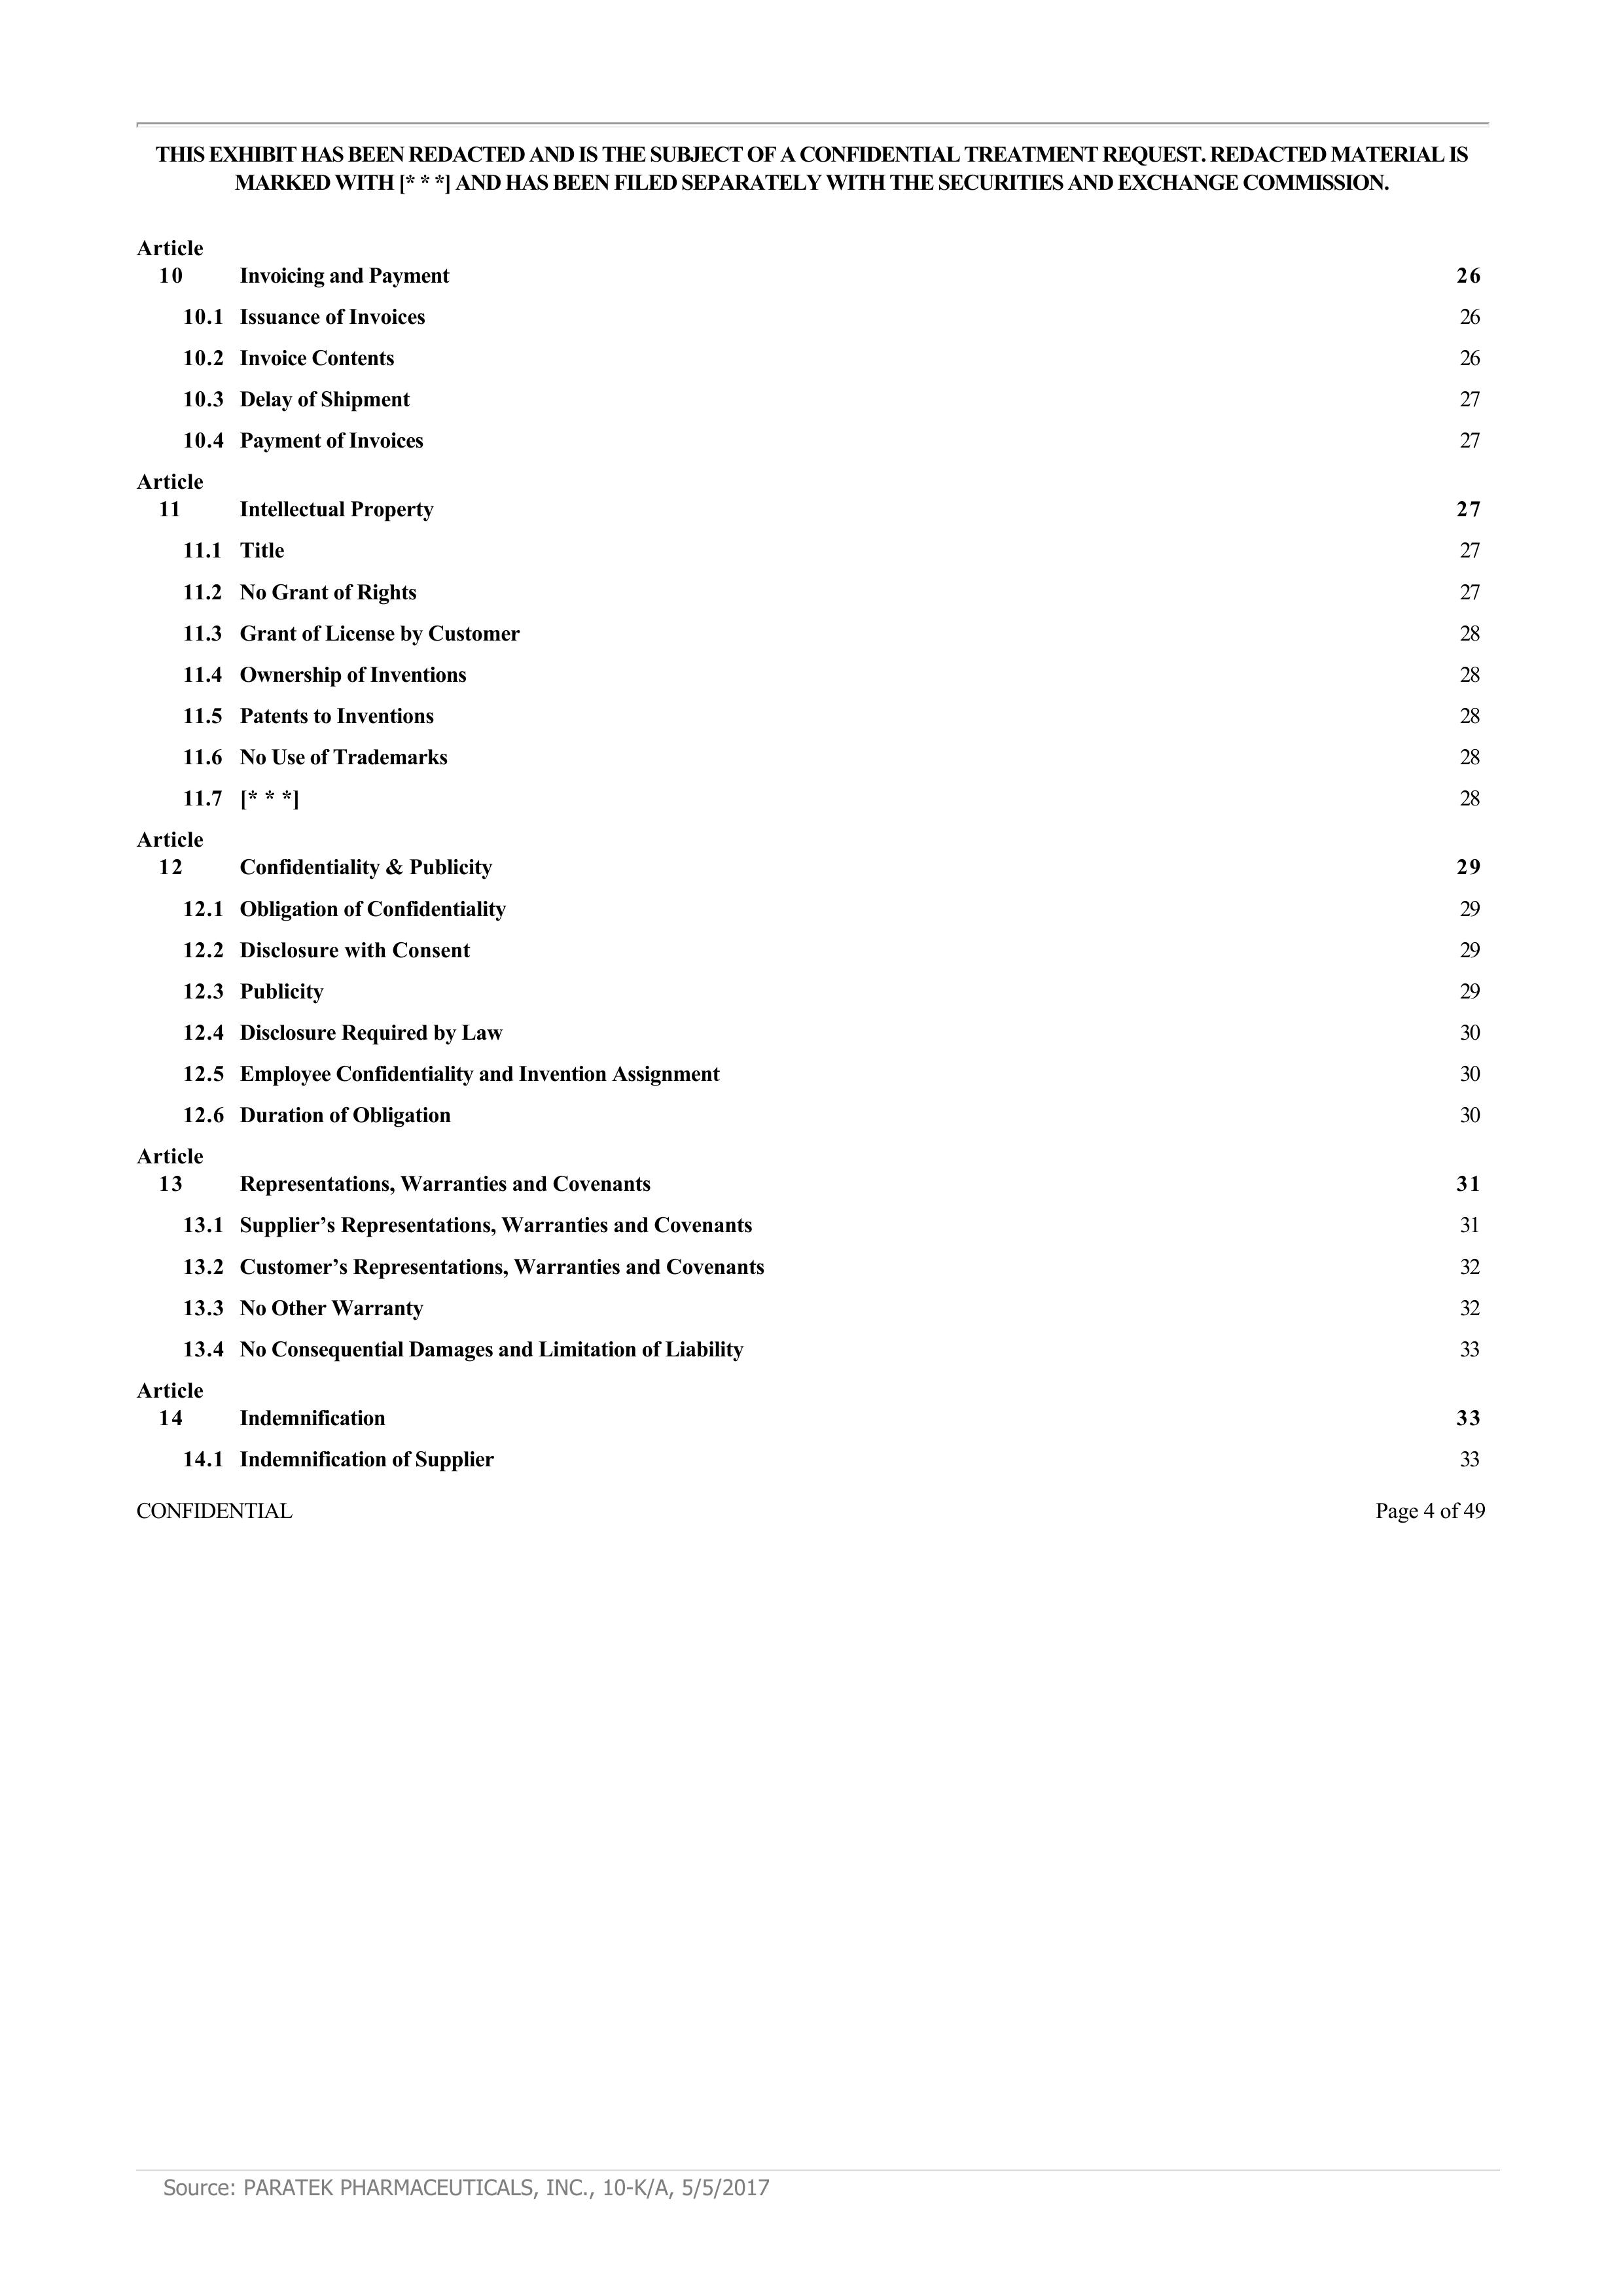 THIS EXHIBIT HAS BEEN REDACTED AND IS THE SUBJECT OF A CONFIDENTIAL TREATMENT REQUEST. REDACTED MATERIAL IS
MARKED WITH [* * *] AND HAS BEEN FILED SEPARATELY WITH THE SECURITIES AND EXCHANGE COMMISSION.
Article
10 Invoicing and Payment 26
10.1 Issuance of Invoices 26
10.2 Invoice Contents 26
10.3 Delay of Shipment 27
10.4 Payment of Invoices 27
Article
11 Intellectual Property 27
11.1 Title 27
11.2 No Grant of Rights 27
11.3 Grant of License by Customer 28
11.4 Ownership of Inventions 28
11.5 Patents to Inventions 28
11.6 No Use of Trademarks 28
11.7 [* * *] 28
Article
12 Confidentiality & Publicity 29
12.1 Obligation of Confidentiality 29
12.2 Disclosure with Consent 29
12.3 Publicity 29
12.4 Disclosure Required by Law 30
12.5 Employee Confidentiality and Invention Assignment 30
12.6 Duration of Obligation 30
Article
13 Representations, Warranties and Covenants 31
13.1 Supplier’s Representations, Warranties and Covenants 31
13.2 Customer’s Representations, Warranties and Covenants 32
13.3 No Other Warranty 32
13.4 No Consequential Damages and Limitation of Liability 33
Article
14 Indemnification 33
14.1 Indemnification of Supplier 33
CONFIDENTIAL Page 4 of 49
Source: PARATEK PHARMACEUTICALS, INC., 10-K/A, 5/5/2017